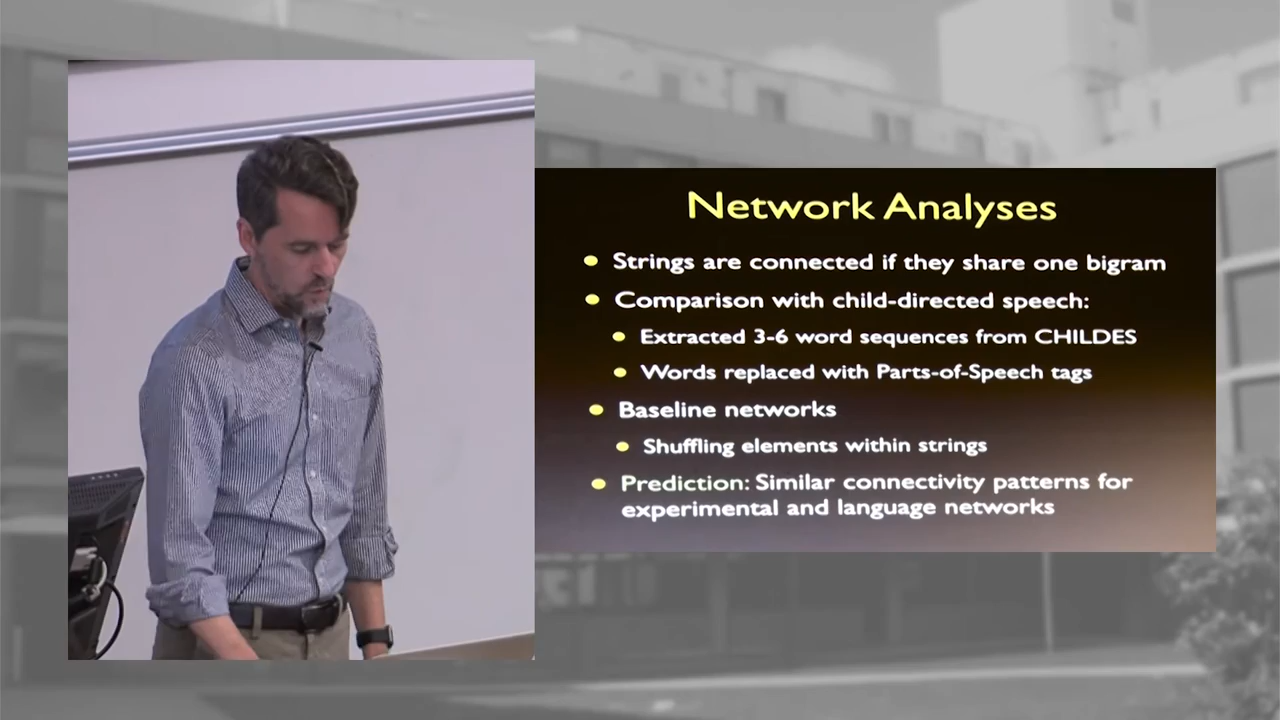 Network Analyses
Strings are connected if they share one bigram
Comparison with child-directed speech:
Extracted 3-6 word sequences from CHILDES
Words replaced with Parts-of-Speech tags
Baseline networks
Shuffling elements within strings
Prediction: Similar connectivity patterns for
experimental and language networks